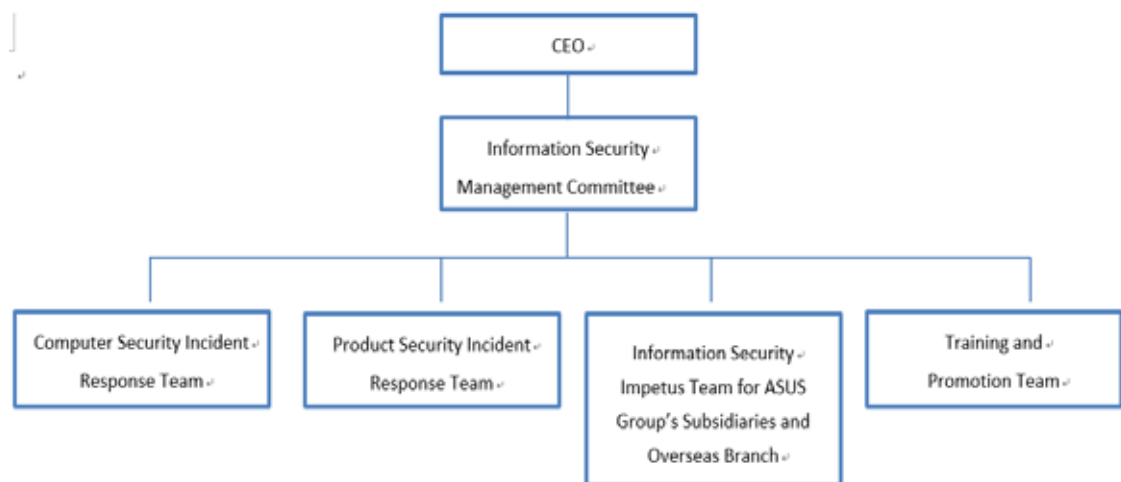 CEO
Information Security
Management Committee
Computer Security Incident
Response Team
Product Security Incident
Response Team
Information Security
Impetus Team for ASUS
Group's Subsidiaries and
Overseas Branch
Training and
Promotion Team